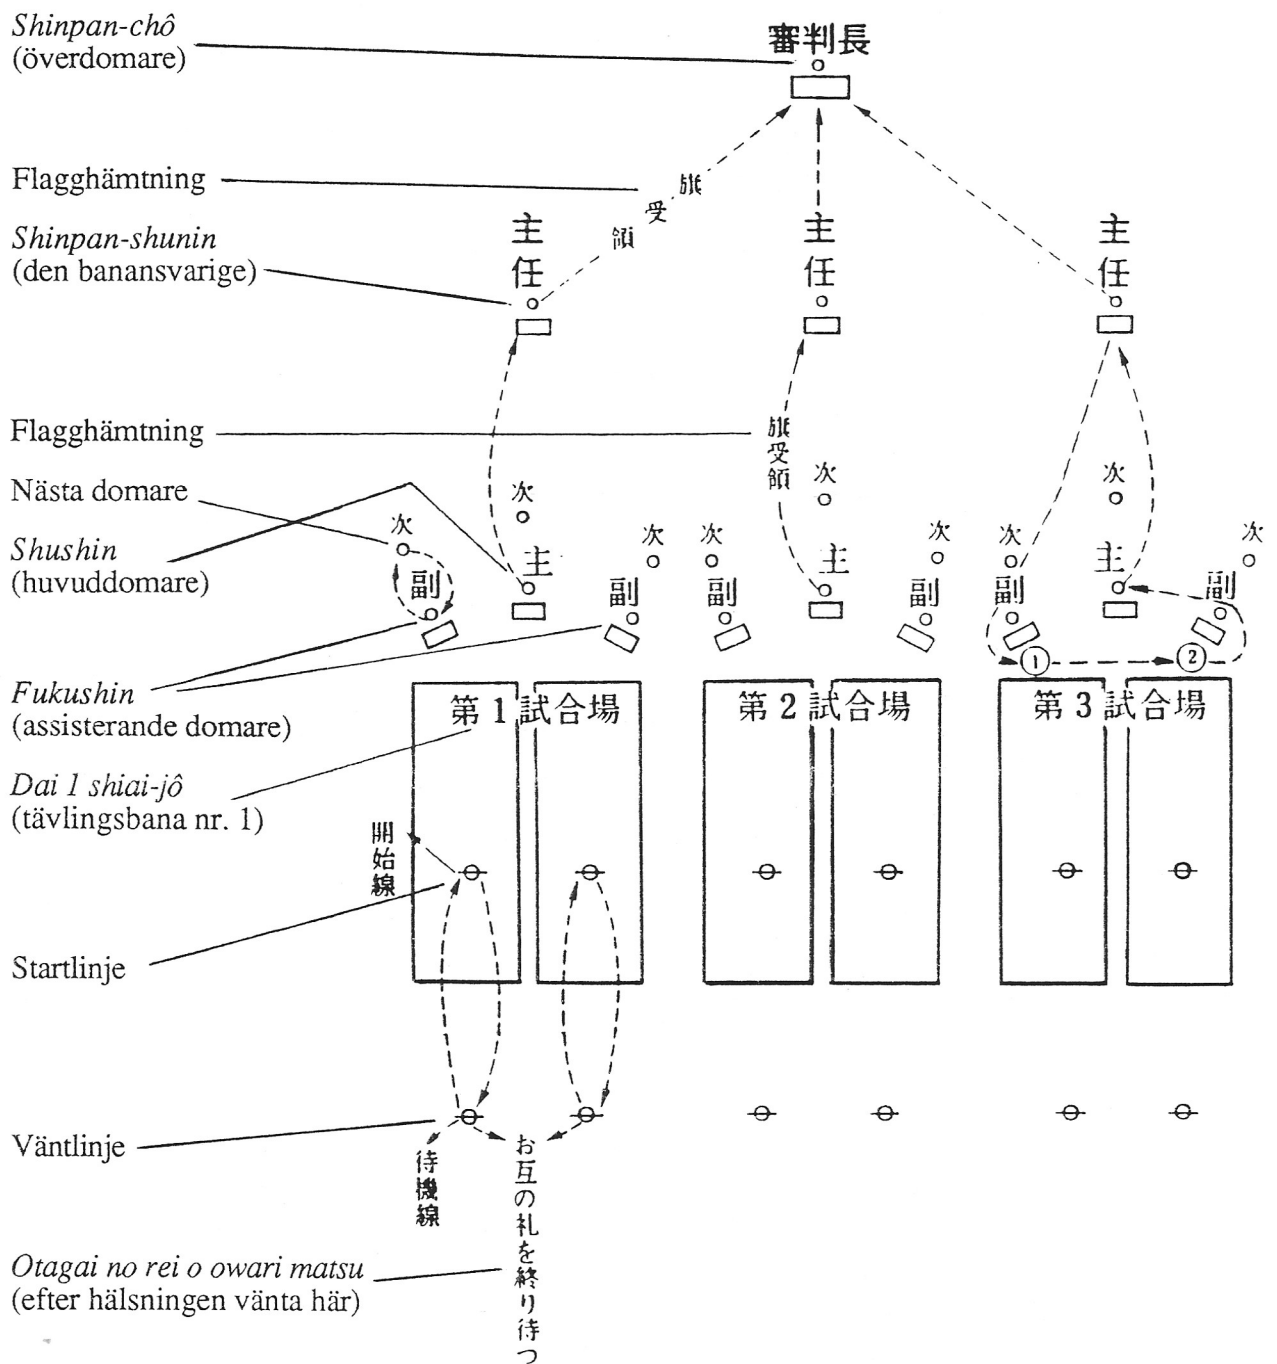 Shinpan-chô
(överdomare)
審判長
Flagghämtning
旗受領
Shinpan-shunin
(den banansvarige)
主任
主任
主任
Flagghämtning
旗受領
Nästa domare
次
次
次
次
次
次
次
次
次
Shushin
(huvuddomare)
主
主
主
副
副
副
副
副
副
1
2
Fukushin
(assisterande domare)
第1試合場
第2試合場
第3試合場
Dai 1 shiai-jô
(tävlingsbana nr. 1)
開始線
Startlinje
Väntlinje
待機線
お互の礼を終り待つ
Otagai no rei o owari matsu
(efter hälsningen vänta här)